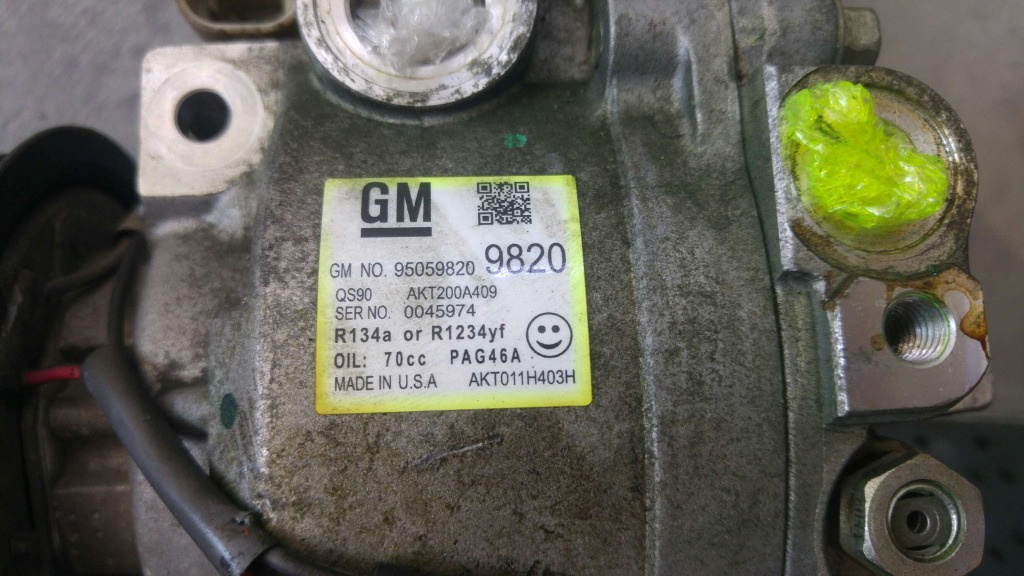 GM
GM NO. 95059820 9820
QS90 AKT200A409
SER NO. 0045974
R134a or R1234yf
OIL: 70cc PAG46A
MADE IN U.S.A AKT011H403H